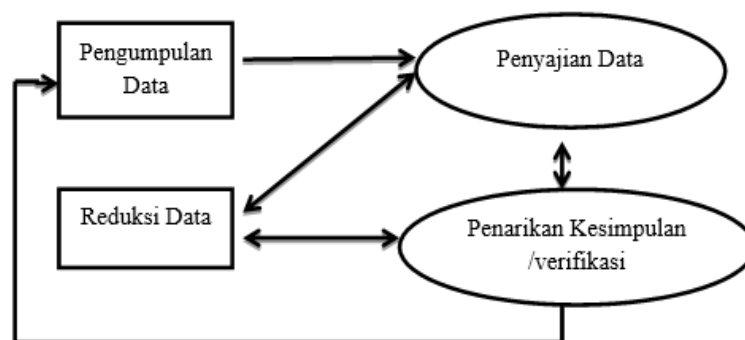 Pengumpulan
Data
Penyajian Data
Reduksi Data
Penarikan Kesimpulan
/verifikasi